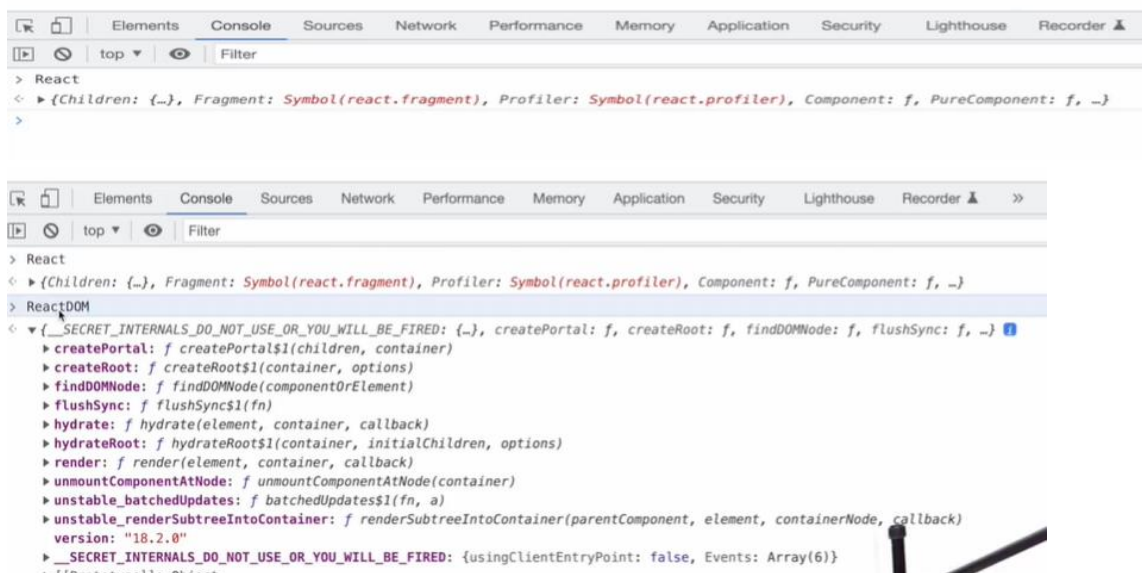 Elements Console Sources Network Performance Memory Application Security Lighthouse Recorder
top ▼ Filter
> React
<· ▶ {Children: {…}, Fragment: Symbol(react.fragment), Profiler: Symbol(react.profiler), Component: ƒ, PureComponent: ƒ, …}
>
Elements Console Sources Network Performance Memory Application Security Lighthouse Recorder »
top ▼ Filter
> React
<· ▶ {Children: {…}, Fragment: Symbol(react.fragment), Profiler: Symbol(react.profiler), Component: ƒ, PureComponent: ƒ, …}
> ReactDOM
<· ▼ {__SECRET_INTERNALS_DO_NOT_USE_OR_YOU_WILL_BE_FIRED: {…}, createPortal: ƒ, createRoot: ƒ, findDOMNode: ƒ, flushSync: ƒ, …} i
▶ createPortal: ƒ createPortal$1(children, container)
▶ createRoot: ƒ createRoot$1(container, options)
▶ findDOMNode: ƒ findDOMNode(componentOrElement)
▶ flushSync: ƒ flushSync$1(fn)
▶ hydrate: ƒ hydrate(element, container, callback)
▶ hydrateRoot: ƒ hydrateRoot$1(container, initialChildren, options)
▶ render: ƒ render(element, container, callback)
▶ unmountComponentAtNode: ƒ unmountComponentAtNode(container)
▶ unstable_batchedUpdates: ƒ batchedUpdates$1(fn, a)
▶ unstable_renderSubtreeIntoContainer: ƒ renderSubtreeIntoContainer(parentComponent, element, containerNode, callback)
version: "18.2.0"
▶ __SECRET_INTERNALS_DO_NOT_USE_OR_YOU_WILL_BE_FIRED: {usingClientEntryPoint: false, Events: Array(6)}